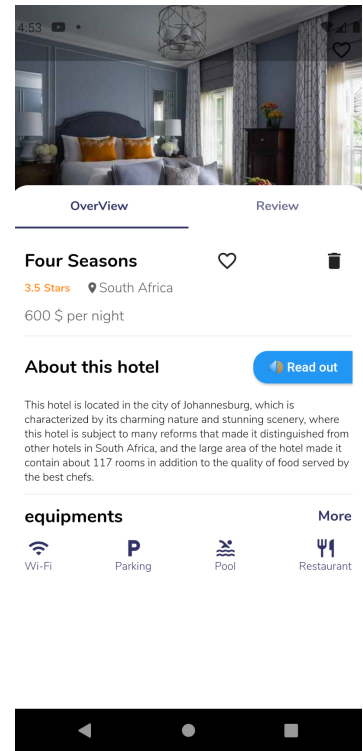 4:53
OverView
Review
Four Seasons
3.5 Stars
South Africa
600 $ per night
About this hotel
Read out
This hotel is located in the city of Johannesburg, which is
characterized by its charming nature and stunning scenery, where
this hotel is subject to many reforms that made it distinguished from
other hotels in South Africa, and the large area of the hotel made it
contain about 117 rooms in addition to the quality of food served by
the best chefs.
equipments
More
P
Wi-Fi
Parking
Pool
Restaurant